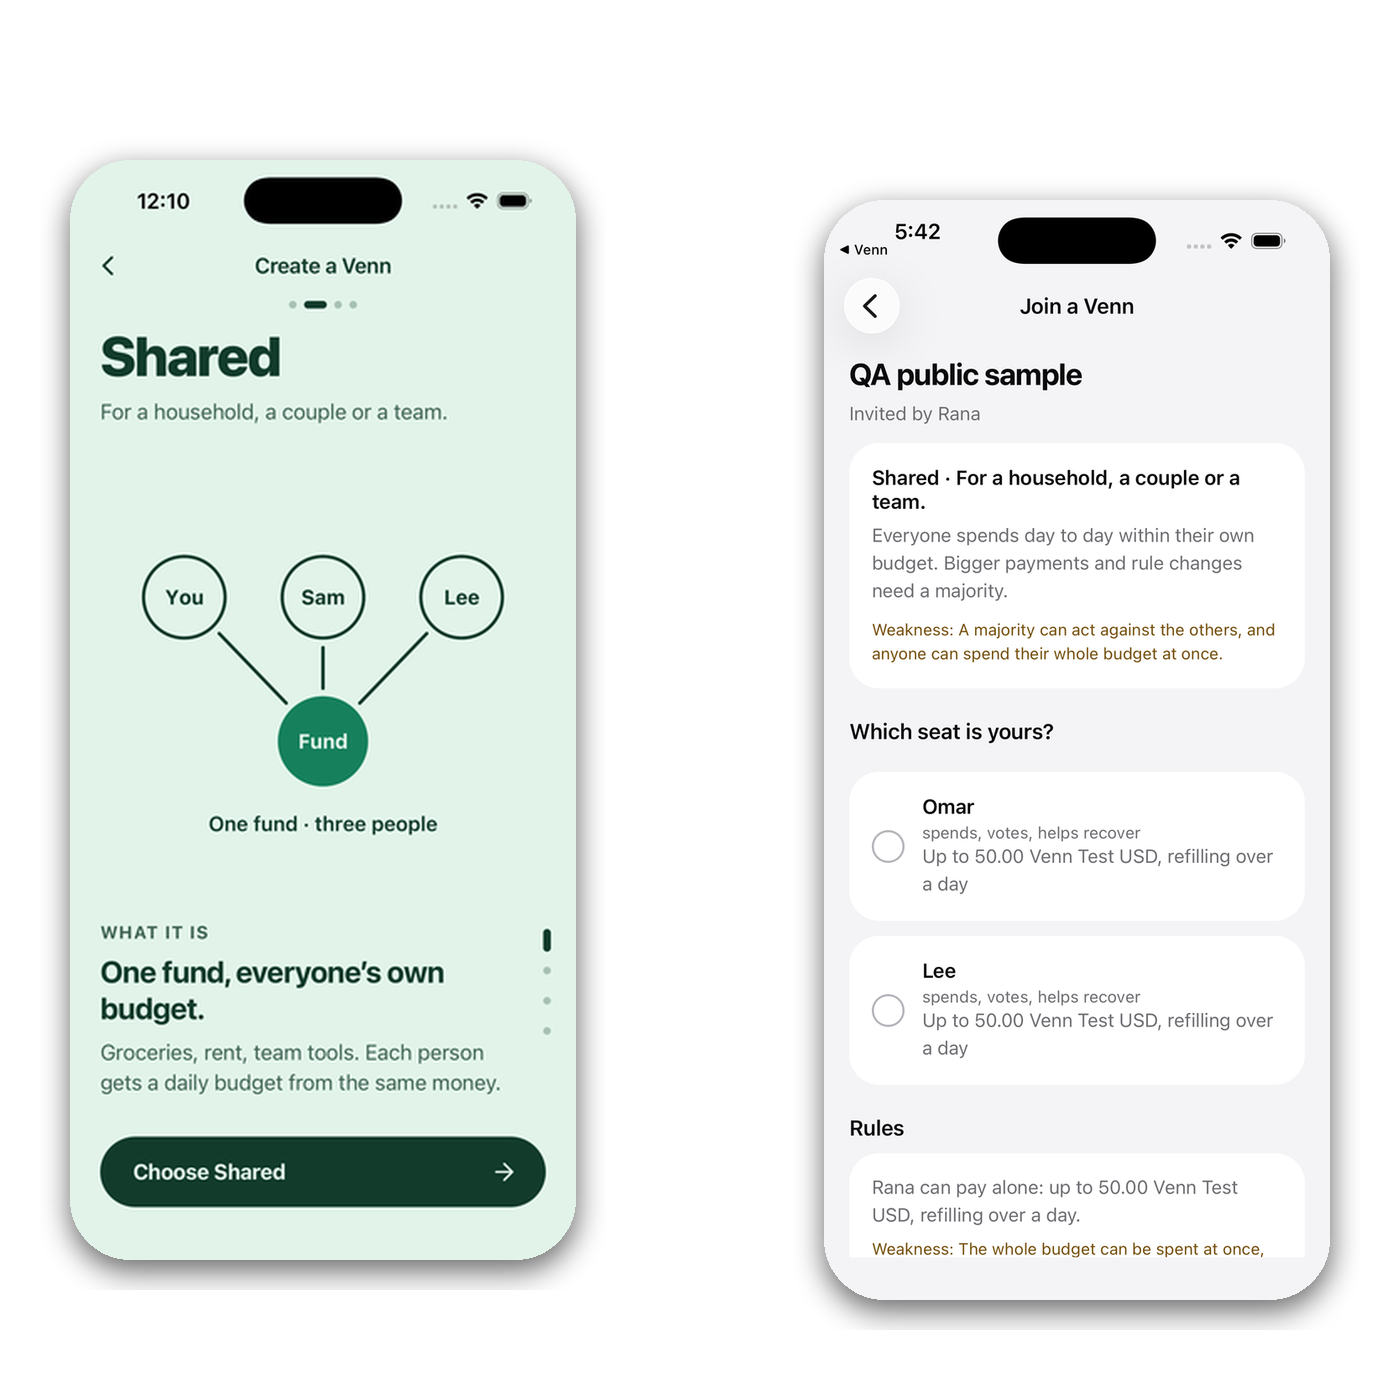 12:10
Create a Venn
Shared
For a household, a couple or a team.
You
Sam
Lee
Fund
One fund · three people
WHAT IT IS
One fund, everyone's own
budget.
Groceries, rent, team tools. Each person
gets a daily budget from the same money.
Choose Shared
5:42
Venn
Join a Venn
QA public sample
Invited by Rana
Shared · For a household, a couple or a
team.
Everyone spends day to day within their own
budget. Bigger payments and rule changes
need a majority.
Weakness: A majority can act against the others, and
anyone can spend their whole budget at once.
Which seat is yours?
Omar
spends, votes, helps recover
Up to 50.00 Venn Test USD, refilling over
a day
Lee
spends, votes, helps recover
Up to 50.00 Venn Test USD, refilling over
a day
Rules
Rana can pay alone: up to 50.00 Venn Test
USD, refilling over a day.
Weakness: The whole budget can be spent at once,